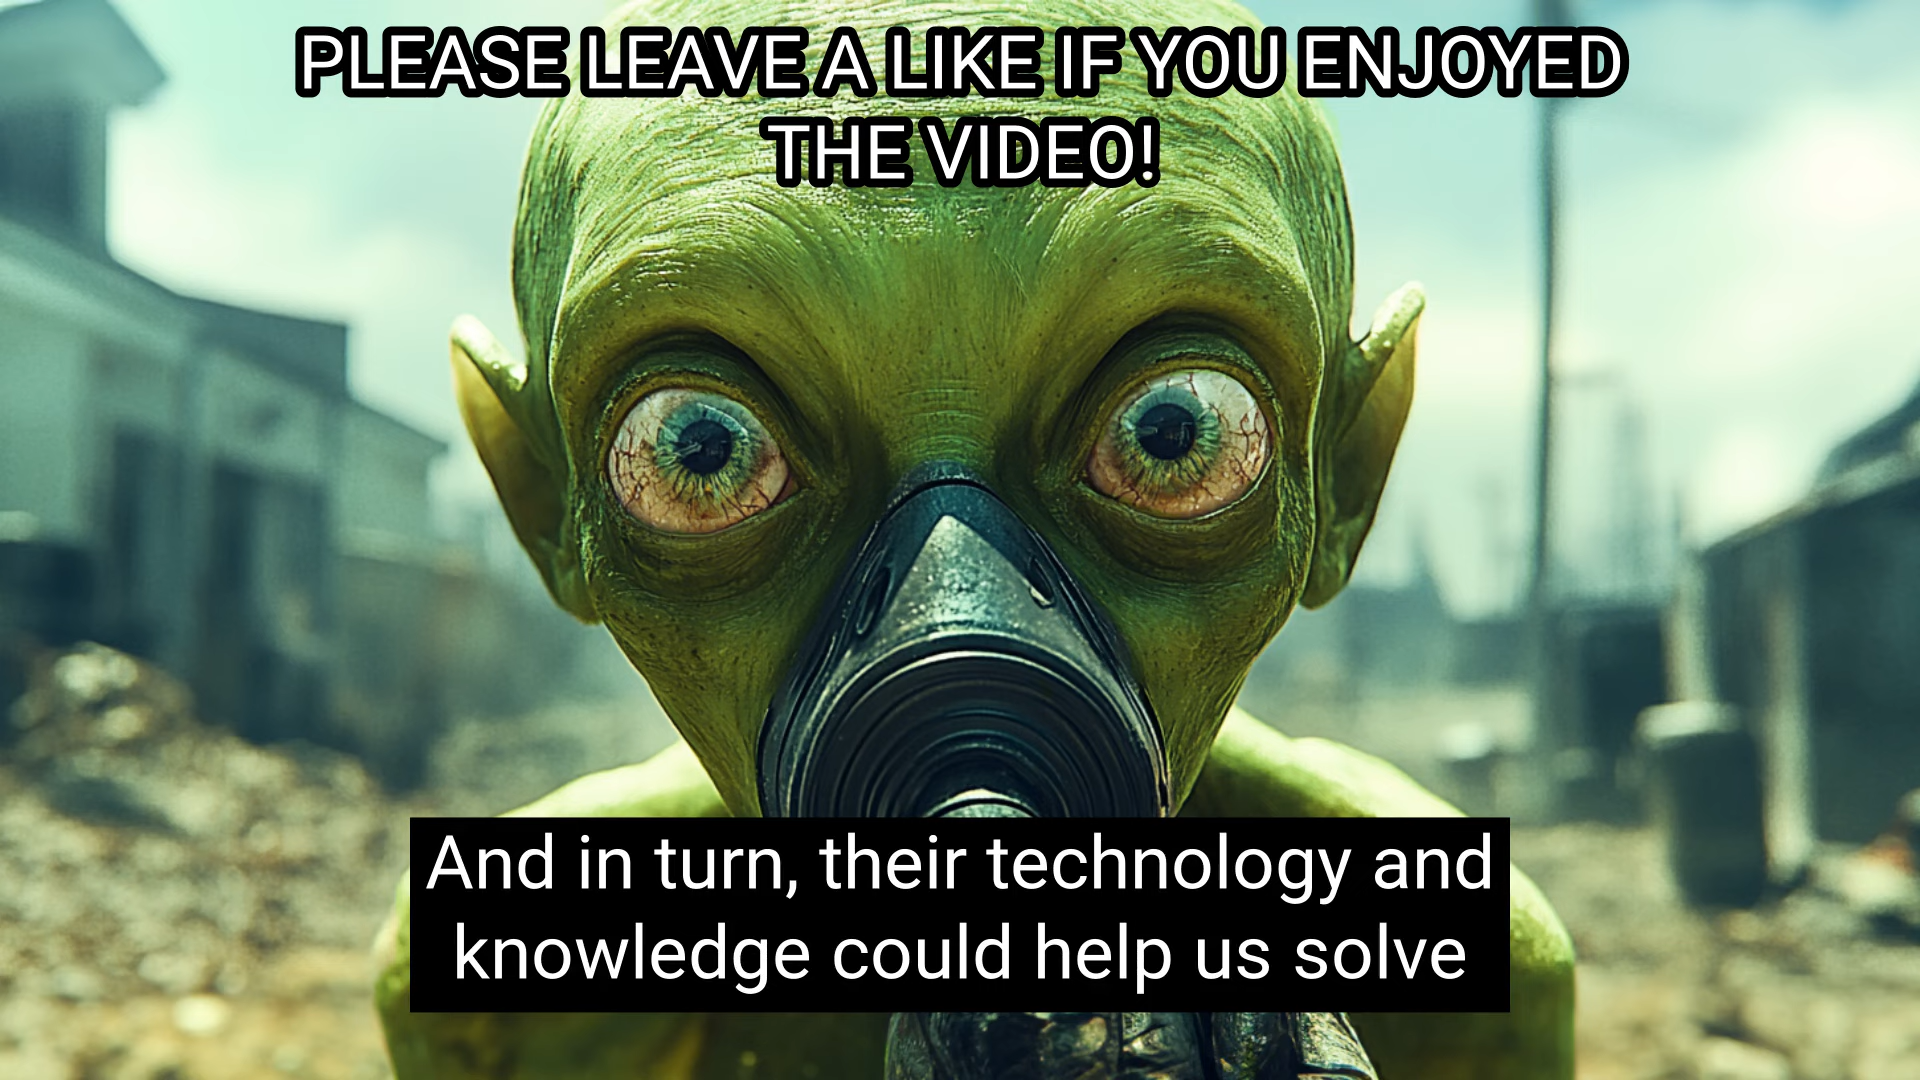 PLEASE LEAVE A LIKE IF YOU ENJOYED
THE VIDEO!
And in turn, their technology and
knowledge could help us solve